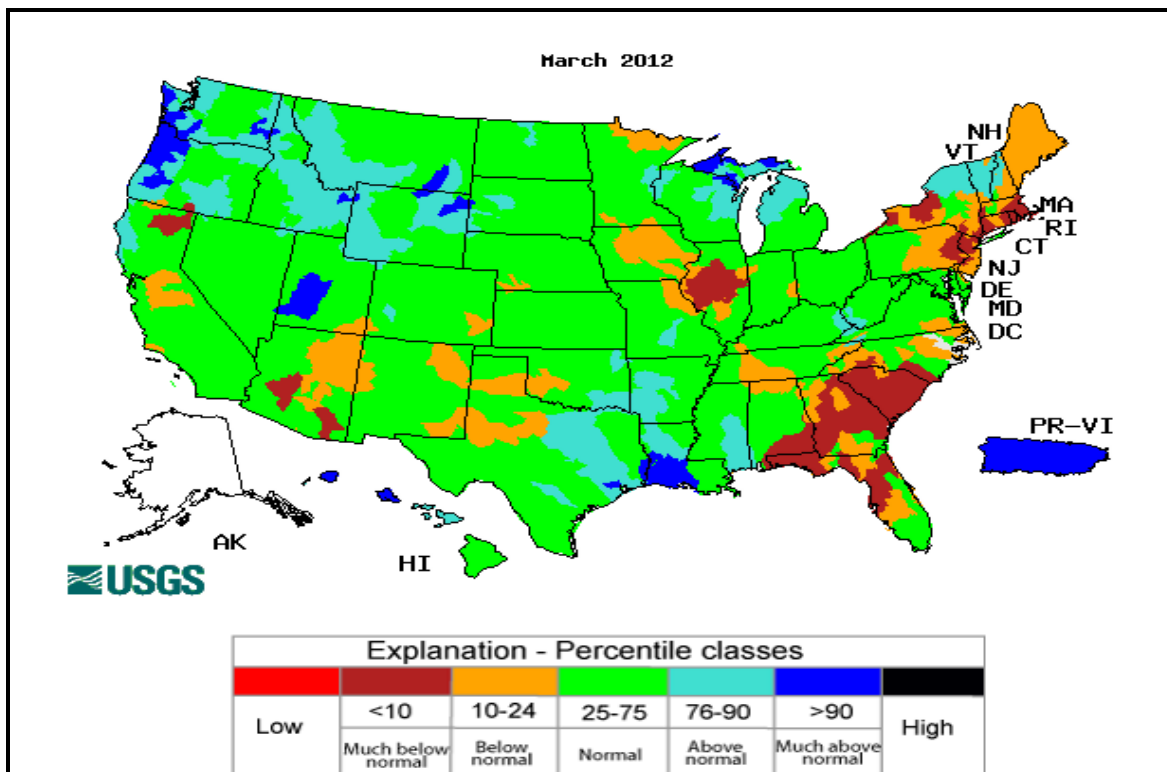 March 2012
NH
VT
MA
RI
CT
NJ
DE
MD
DC
PR-VI
AK
HI
USGS
Explanation - Percentile classes
Low <10 10-24 25-75 76-90 >90 High
Much below normal Below normal Normal Above normal Much above normal